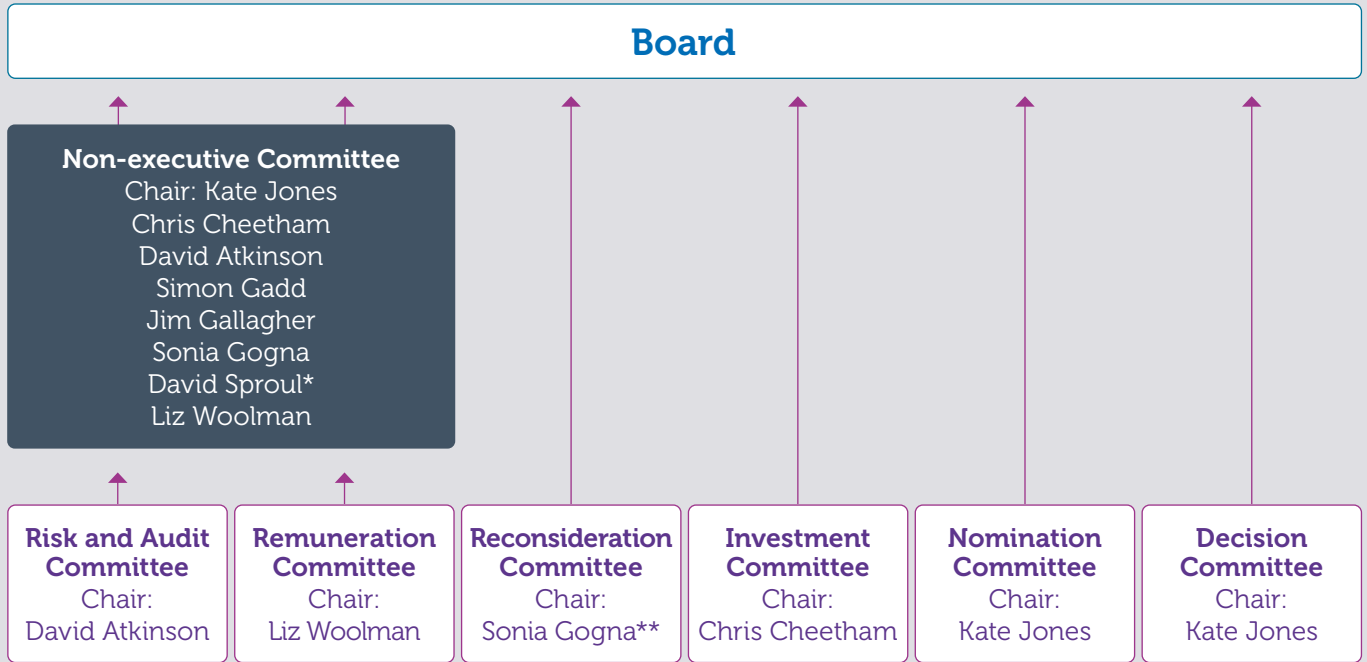 Board
Non-executive Committee
Chair: Kate Jones
Chris Cheetham
David Atkinson
Simon Gadd
Jim Gallagher
Sonia Gogna
David Sproul*
Liz Woolman
Risk and Audit
Committee
Chair:
David Atkinson
Remuneration
Committee
Chair:
Liz Woolman
Reconsideration
Committee
Chair:
Sonia Gogna**
Investment
Committee
Chair:
Chris Cheetham
Nomination
Committee
Chair:
Kate Jones
Decision
Committee
Chair:
Kate Jones